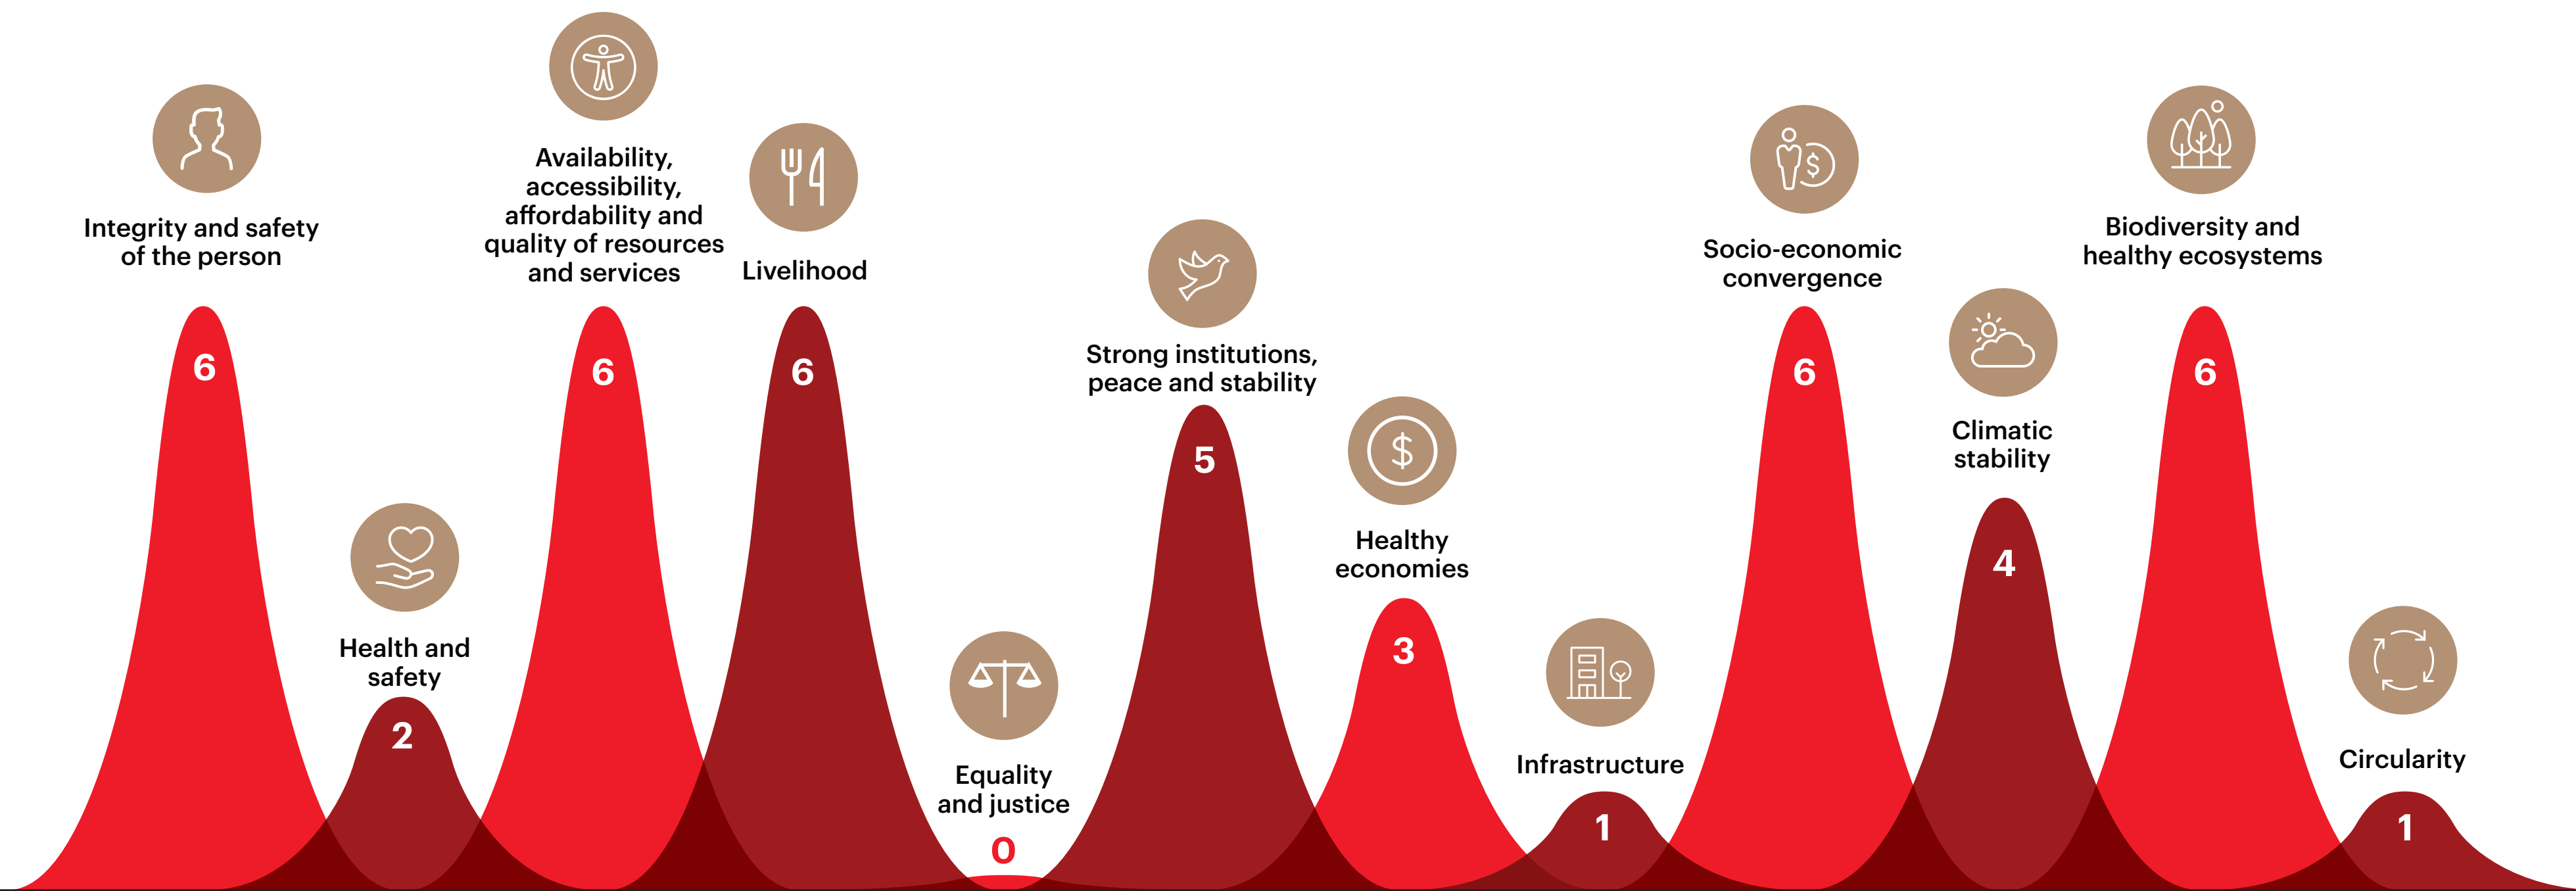 Integrity and safety
of the person
6
Health and
safety
2
Availability,
accessibility,
affordability and
quality of resources
and services
6
Livelihood
6
Equality
and justice
0
Strong institutions,
peace and stability
5
$
Healthy
economies
3
Infrastructure
1
$
Socio-economic
convergence
6
Climatic
stability
4
Biodiversity and
healthy ecosystems
6
Circularity
1